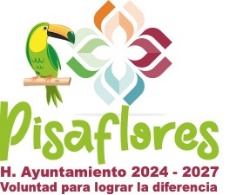 Pisaflores
H. Ayuntamiento 2024 - 2027
Voluntad para lograr la diferencia